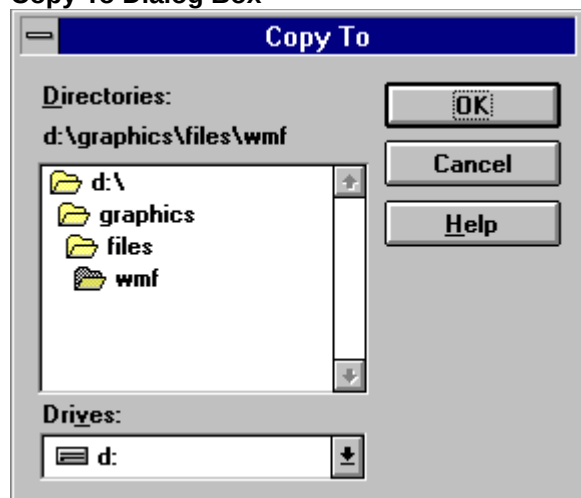 Copy To Dialog Box
Copy To
Directories:
d:\graphics\files\wmf
d:\
graphics
files
wmf
Drives:
d:
OK
Cancel
Help